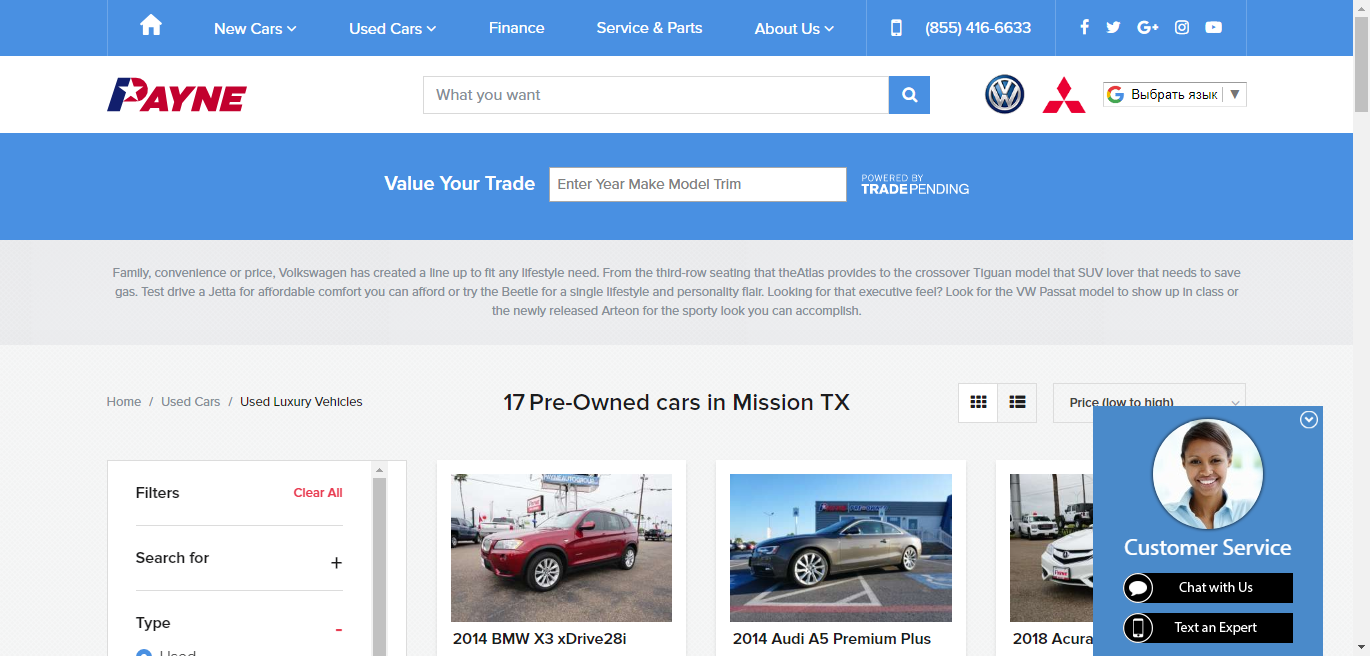 New Cars
Used Cars
Finance
Service & Parts
About Us
(855) 416-6633
PAYNE
What you want
Выбрать язык
▼
Value Your Trade
Enter Year Make Model Trim
POWERED BY
TRADEPENDING
Family, convenience or price, Volkswagen has created a line up to fit any lifestyle need. From the third-row seating that theAtlas provides to the crossover Tiguan model that SUV lover that needs to save
gas. Test drive a Jetta for affordable comfort you can afford or try the Beetle for a single lifestyle and personality flair. Looking for that executive feel? Look for the VW Passat model to show up in class or
the newly released Arteon for the sporty look you can accomplish.
Home / Used Cars / Used Luxury Vehicles
17 Pre-Owned cars in Mission TX
Price (low to high)
Filters
Clear All
Search for
+
Type
-
Used
2014 BMW X3 xDrive28i
2014 Audi A5 Premium Plus
2018 Acura
Customer Service
Chat with Us
Text an Expert